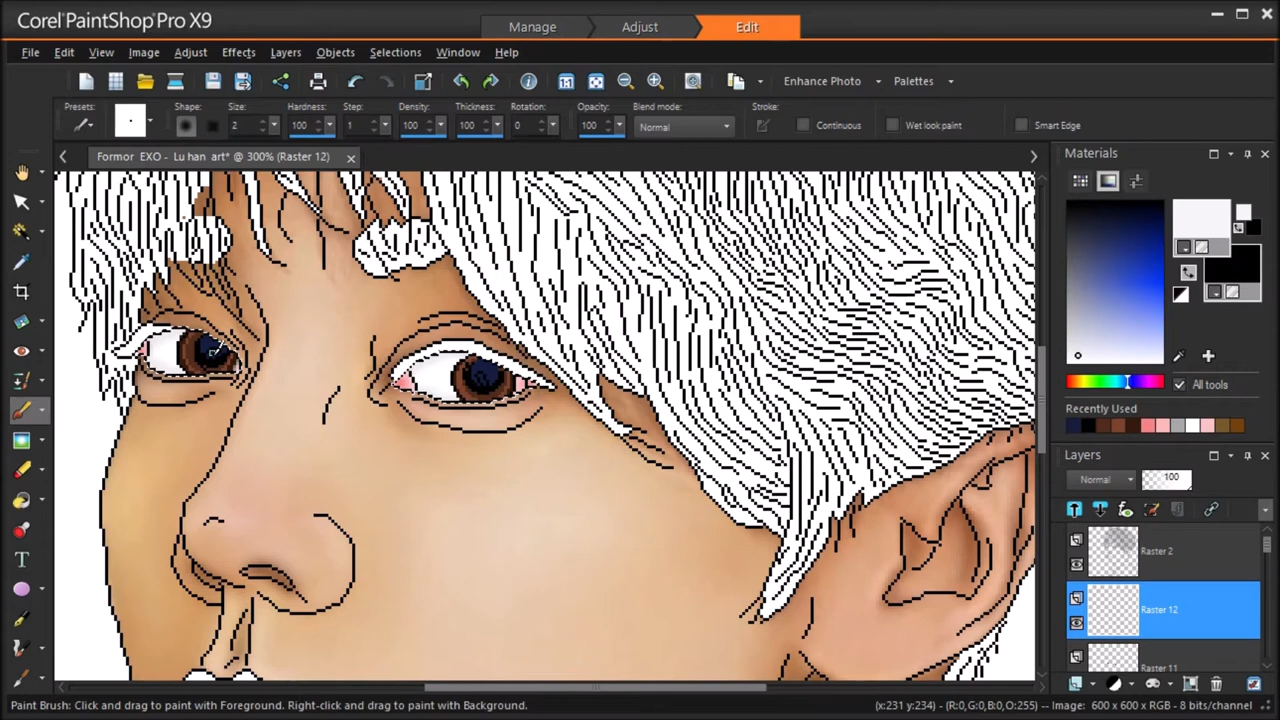 Corel PaintShop Pro X9
Manage Adjust Edit
File Edit View Image Adjust Effects Layers Objects Selections Window Help
Enhance Photo Palettes
Presets: Shape: Size: Hardness: Step: Density: Thickness: Rotation: Opacity: Blend mode: Stroke:
2 100 1 100 100 0 100 Normal Continuous Wet look paint Smart Edge
Formor EXO - Lu han art* @ 300% (Raster 12)
Materials
All tools
Recently Used
Layers
Normal 100
Raster 2
Raster 12
Raster 11
Paint Brush: Click and drag to paint with Foreground. Right-click and drag to paint with Background. (x:231 y:234) - (R:0,G:0,B:0,O:255) -- Image: 600 x 600 x RGB - 8 bits/channel